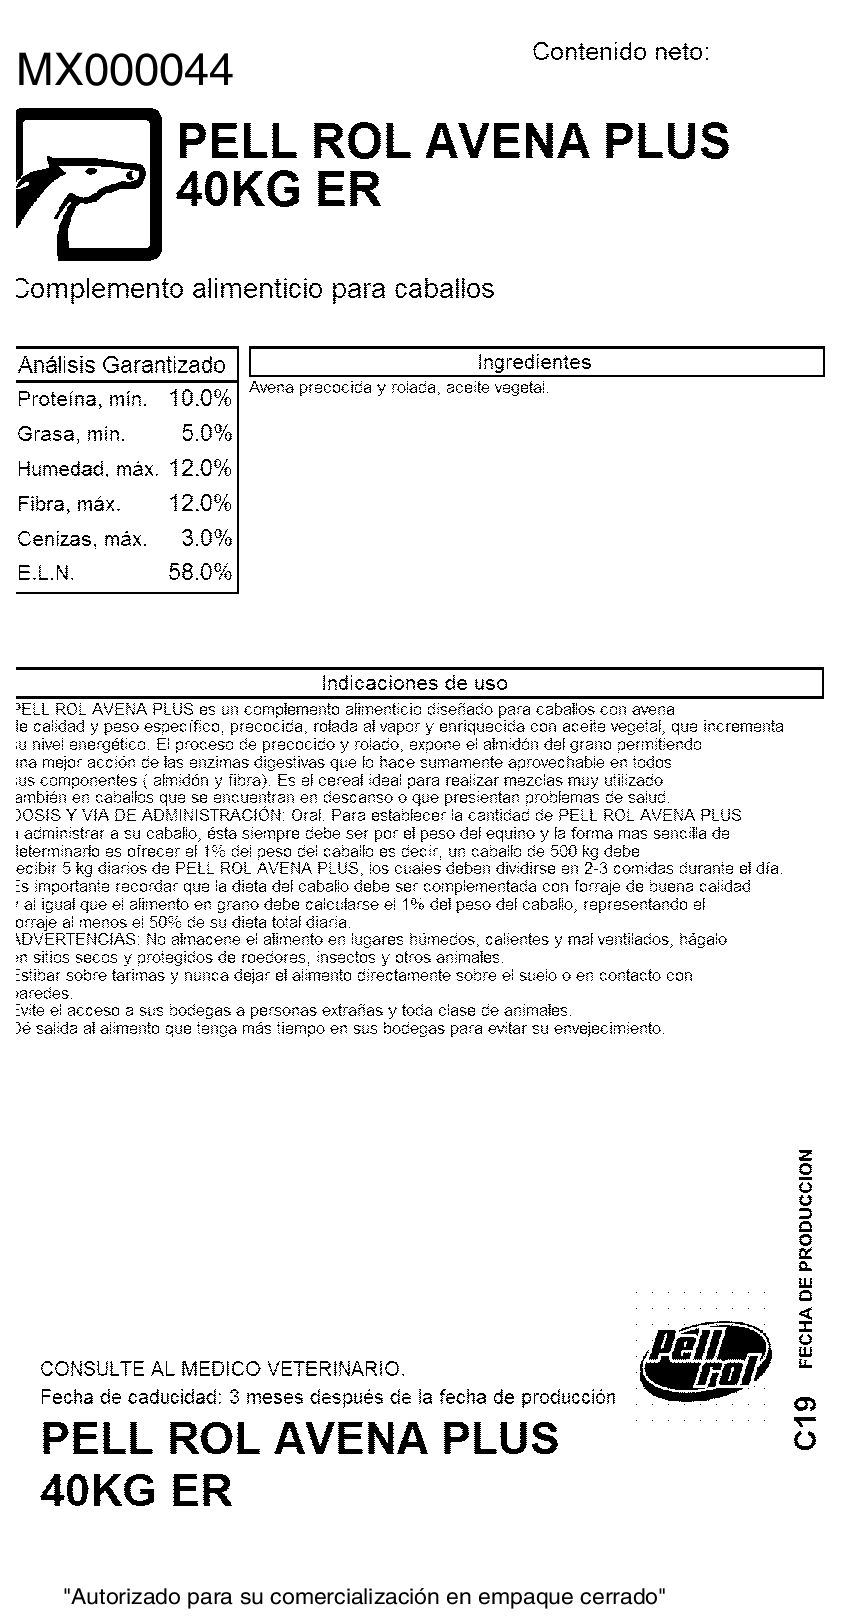 Contenido neto:
MX000044
PELL ROL AVENA PLUS
40KG ER
Complemento alimenticio para caballos
Análisis Garantizado
Proteína, mín. 10.0%
Grasa, mín. 5.0%
Humedad, máx. 12.0%
Fibra, máx. 12.0%
Cenizas, máx. 3.0%
E.L.N. 58.0%
Ingredientes
Avena precocida y rolada, aceite vegetal.
Indicaciones de uso
PELL ROL AVENA PLUS es un complemento alimenticio diseñado para caballos con avena
de calidad y peso específico, precocida, rolada al vapor y enriquecida con aceite vegetal, que incrementa
su nivel energético. El proceso de precocido y rolado, expone el almidón del grano permitiendo
una mejor acción de las enzimas digestivas que lo hace sumamente aprovechable en todos
sus componentes ( almidón y fibra). Es el cereal ideal para realizar mezclas muy utilizado
también en caballos que se encuentran en descanso o que presientan problemas de salud.
DOSIS Y VIA DE ADMINISTRACIÓN: Oral. Para establecer la cantidad de PELL ROL AVENA PLUS
a administrar a su caballo, ésta siempre debe ser por el peso del equino y la forma mas sencilla de
determinarlo es ofrecer el 1% del peso del caballo es decir, un caballo de 500 kg debe
recibir 5 kg diarios de PELL ROL AVENA PLUS, los cuales deben dividirse en 2-3 comidas durante el día.
Es importante recordar que la dieta del caballo debe ser complementada con forraje de buena calidad
y al igual que el alimento en grano debe calcularse el 1% del peso del caballo, representando el
forraje al menos el 50% de su dieta total diaria.
ADVERTENCIAS: No almacene el alimento en lugares húmedos, calientes y mal ventilados, hágalo
en sitios secos y protegidos de roedores, insectos y otros animales.
Estibar sobre tarimas y nunca dejar el alimento directamente sobre el suelo o en contacto con
paredes.
Evite el acceso a sus bodegas a personas extrañas y toda clase de animales.
Dé salida al alimento que tenga más tiempo en sus bodegas para evitar su envejecimiento.
FECHA DE PRODUCCION
C19
Pell rol
CONSULTE AL MEDICO VETERINARIO.
Fecha de caducidad: 3 meses después de la fecha de producción
PELL ROL AVENA PLUS
40KG ER
"Autorizado para su comercialización en empaque cerrado"